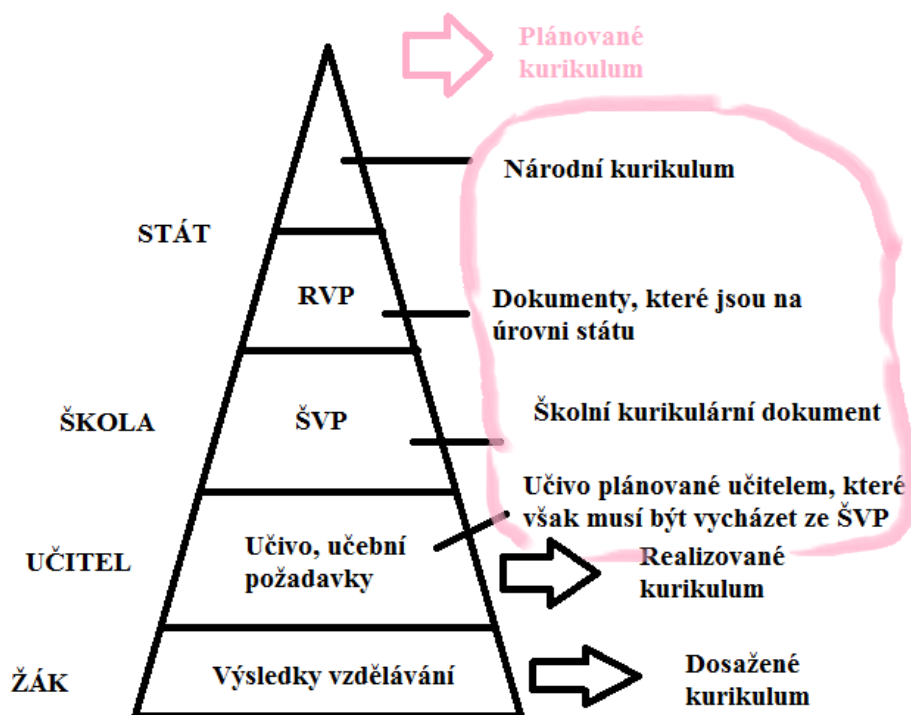 Plánované
kurikulum
Národní kurikulum
STÁT
RVP
Dokumenty, které jsou na
úrovni státu
ŠKOLA
ŠVP
Školní kurikulární dokument
Učivo plánované učitelem, které
však musí být vycházet ze ŠVP
UČITEL
Učivo, učební
požadavky
Realizované
kurikulum
ŽÁK
Výsledky vzdělávání
Dosažené
kurikulum